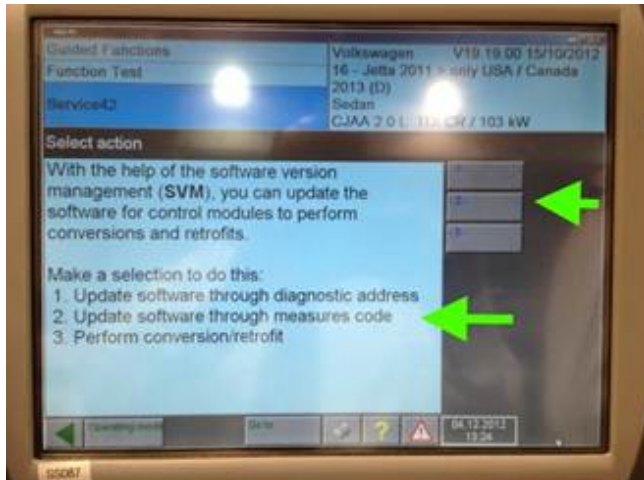 Guided Functions
Function Test
Service42
Volkswagen V19.19.00 15/10/2012
16 - Jetta 2011 > only USA / Canada
2013 (D)
Sedan
CJAA 2.0 L CR / 103 kW
Select action
With the help of the software version
management (SVM), you can update the
software for control modules to perform
conversions and retrofits.
Make a selection to do this:
1. Update software through diagnostic address
2. Update software through measures code
3. Perform conversion/retrofit
1
2
3
Operating mode
Go to
?
04.12.2012
13:24